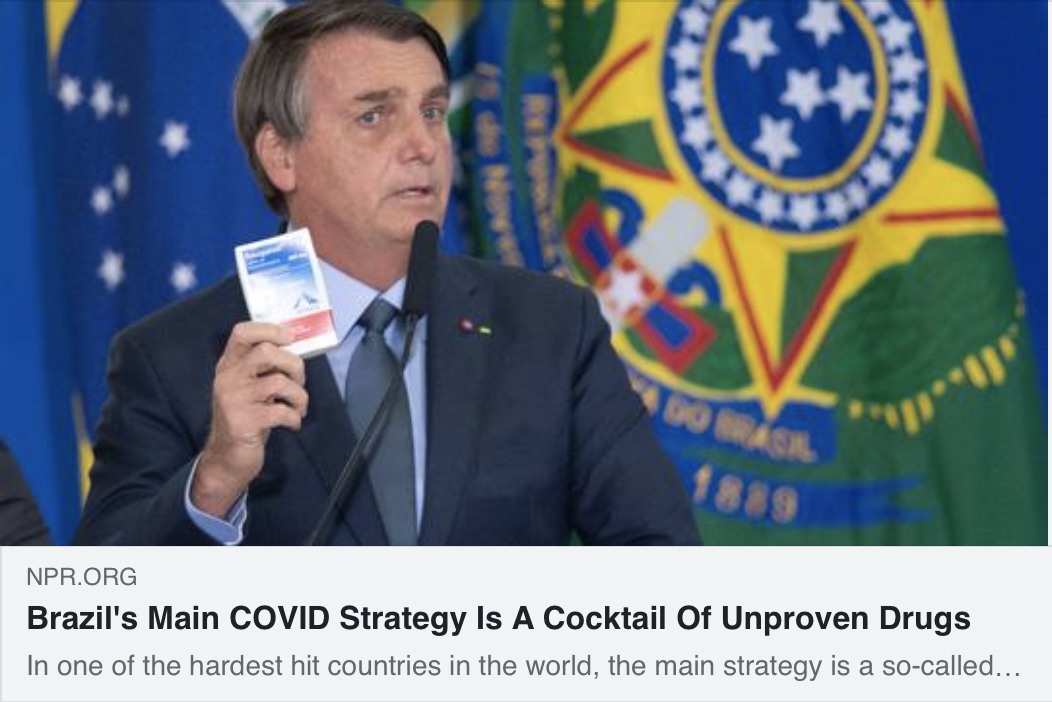 DO BRASIL
1889
NPR.ORG
Brazil's Main COVID Strategy Is A Cocktail Of Unproven Drugs
In one of the hardest hit countries in the world, the main strategy is a so-called…